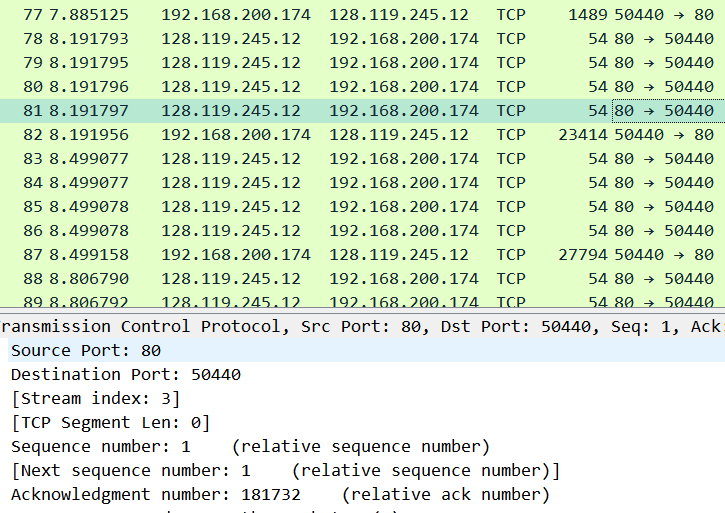 77 7.885125 192.168.200.174 128.119.245.12 TCP 1489 50440 → 80
78 8.191793 128.119.245.12 192.168.200.174 TCP 54 80 → 50440
79 8.191795 128.119.245.12 192.168.200.174 TCP 54 80 → 50440
80 8.191796 128.119.245.12 192.168.200.174 TCP 54 80 → 50440
81 8.191797 128.119.245.12 192.168.200.174 TCP 54 80 → 50440
82 8.191956 192.168.200.174 128.119.245.12 TCP 23414 50440 → 80
83 8.499077 128.119.245.12 192.168.200.174 TCP 54 80 → 50440
84 8.499077 128.119.245.12 192.168.200.174 TCP 54 80 → 50440
85 8.499078 128.119.245.12 192.168.200.174 TCP 54 80 → 50440
86 8.499078 128.119.245.12 192.168.200.174 TCP 54 80 → 50440
87 8.499158 192.168.200.174 128.119.245.12 TCP 27794 50440 → 80
88 8.806790 128.119.245.12 192.168.200.174 TCP 54 80 → 50440
89 8.806792 128.119.245.12 192.168.200.174 TCP 54 80 → 50440
ransmission Control Protocol, Src Port: 80, Dst Port: 50440, Seq: 1, Ack:
Source Port: 80
Destination Port: 50440
[Stream index: 3]
[TCP Segment Len: 0]
Sequence number: 1 (relative sequence number)
[Next sequence number: 1 (relative sequence number)]
Acknowledgment number: 181732 (relative ack number)